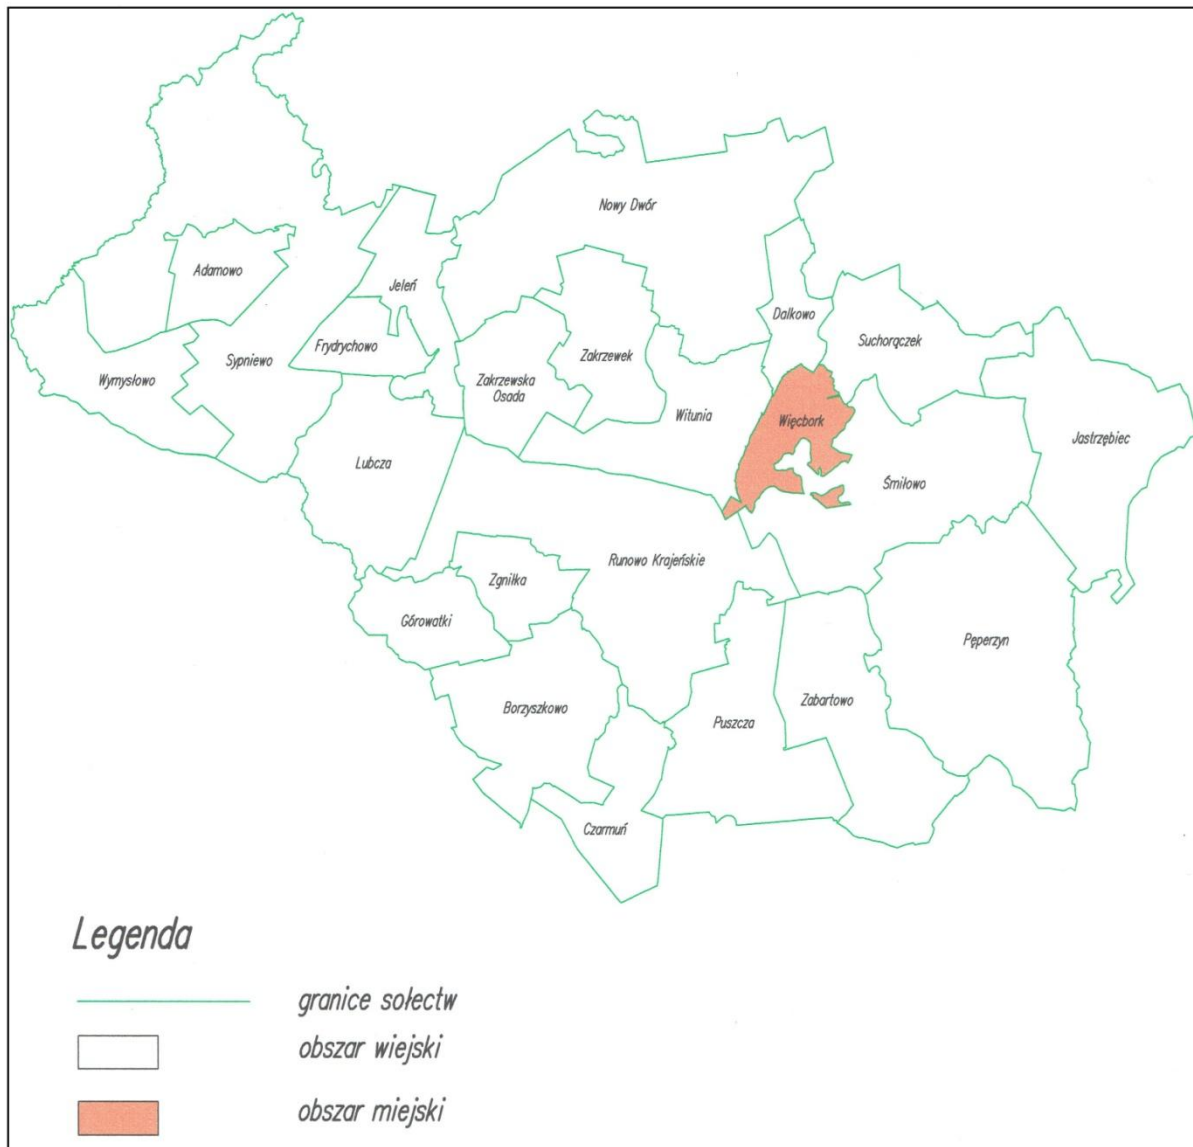 Nowy Dwór
Adamowo
Jeleń
Dalkowo
Suchorączek
Frydrychowo
Zakrzewek
Sypniewo
Wymysłowo
Zakrzewska
Osada
Witunia
Więcbork
Jastrzębiec
Lubcza
Śmiłowo
Runowo Krajeńskie
Zgniłka
Górowatki
Pęperzyn
Borzyszkowo
Puszcza
Zabartowo
Czarmuń
Legenda
granice sołectw
obszar wiejski
obszar miejski